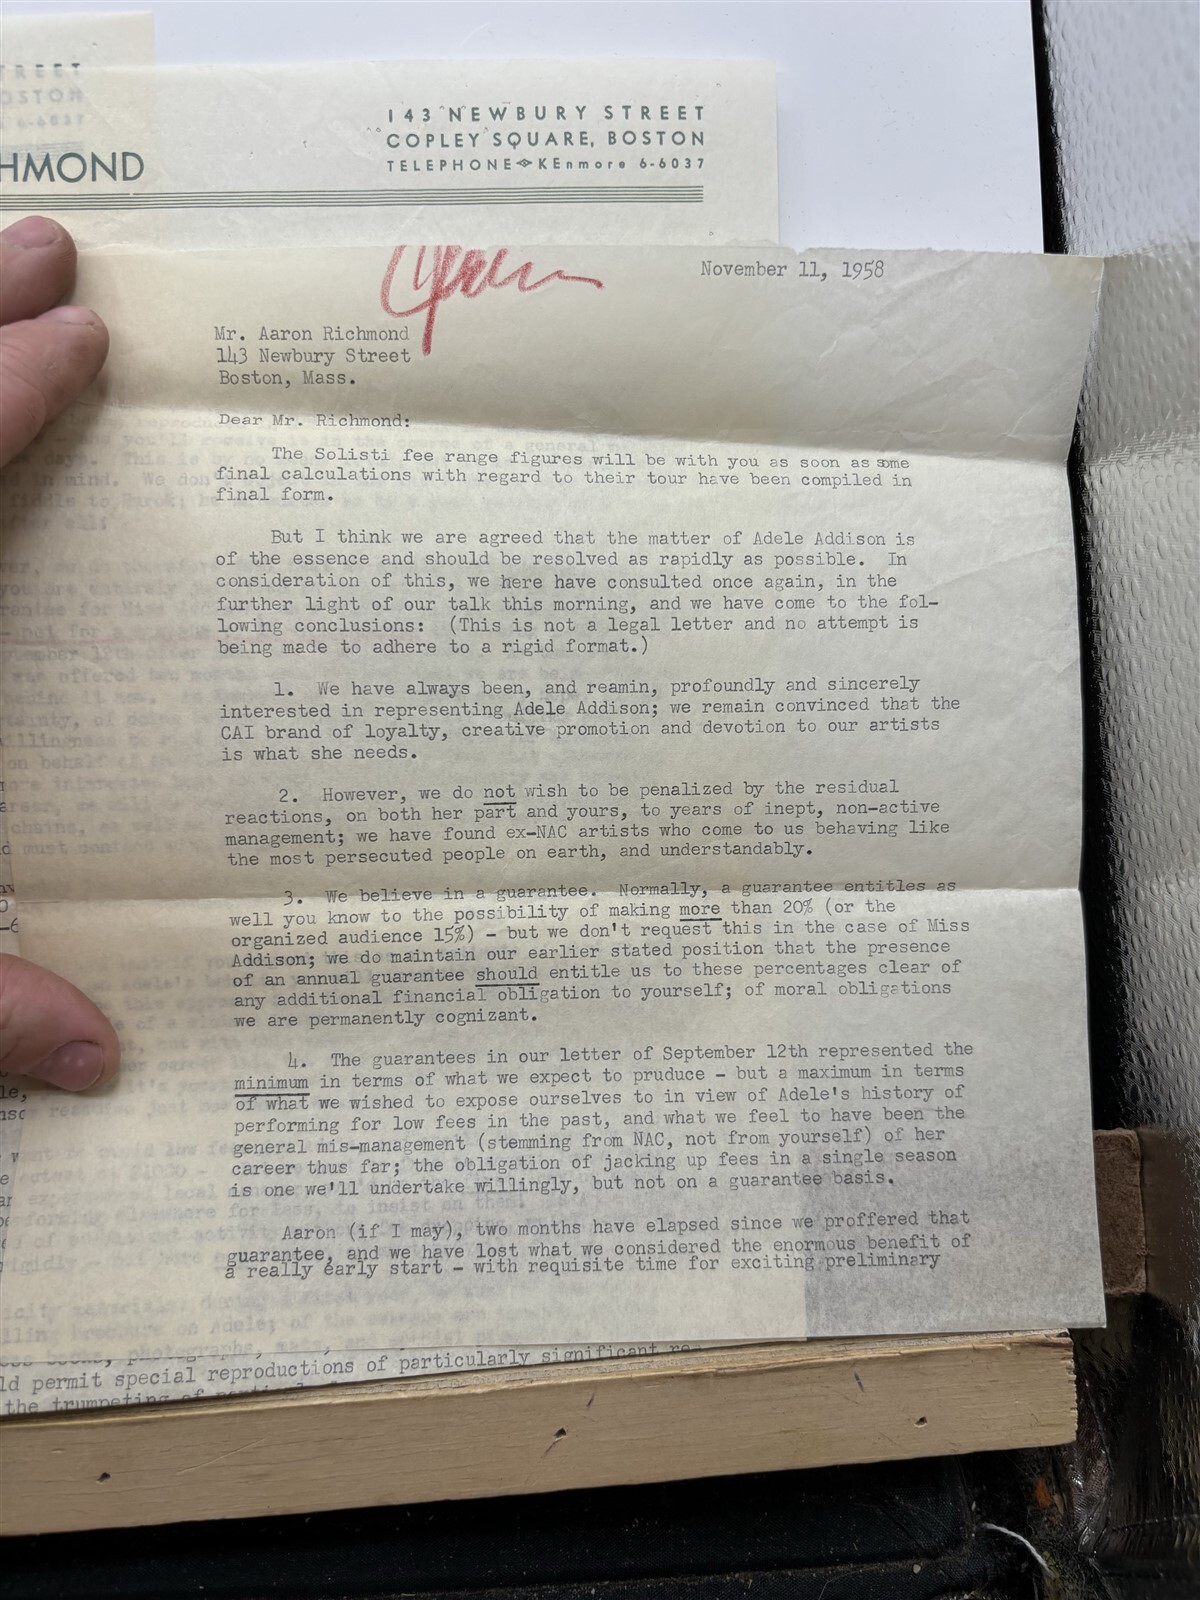 143 NEWBURY STREET
COPLEY SQUARE, BOSTON
TELEPHONE KEnmore 6-6037
HMOND
November 11, 1958
Mr. Aaron Richmond
143 Newbury Street
Boston, Mass.
Dear Mr. Richmond:
The Solisti fee range figures will be with you as soon as some
final calculations with regard to their tour have been compiled in
final form.
But I think we are agreed that the matter of Adele Addison is
of the essence and should be resolved as rapidly as possible. In
consideration of this, we here have consulted once again, in the
further light of our talk this morning, and we have come to the fol-
lowing conclusions: (This is not a legal letter and no attempt is
being made to adhere to a rigid format.)
1. We have always been, and reamin, profoundly and sincerely
interested in representing Adele Addison; we remain convinced that the
CAI brand of loyalty, creative promotion and devotion to our artists
is what she needs.
2. However, we do not wish to be penalized by the residual
reactions, on both her part and yours, to years of inept, non-active
management; we have found ex-NAC artists who come to us behaving like
the most persecuted people on earth, and understandably.
3. We believe in a guarantee. Normally, a guarantee entitles as
well you know to the possibility of making more than 20% (or the
organized audience 15%) - but we don't request this in the case of Miss
Addison; we do maintain our earlier stated position that the presence
of an annual guarantee should entitle us to these percentages clear of
any additional financial obligation to yourself; of moral obligations
we are permanently cognizant.
4. The guarantees in our letter of September 12th represented the
minimum in terms of what we expect to pruduce - but a maximum in terms
of what we wished to expose ourselves to in view of Adele's history of
performing for low fees in the past, and what we feel to have been the
general mis-management (stemming from NAC, not from yourself) of her
career thus far; the obligation of jacking up fees in a single season
is one we'll undertake willingly, but not on a guarantee basis.
Aaron (if I may), two months have elapsed since we proffered that
guarantee, and we have lost what we considered the enormous benefit of
a really early start - with requisite time for exciting preliminary
ld permit special reproductions of particularly significant re-
the trumpeting of